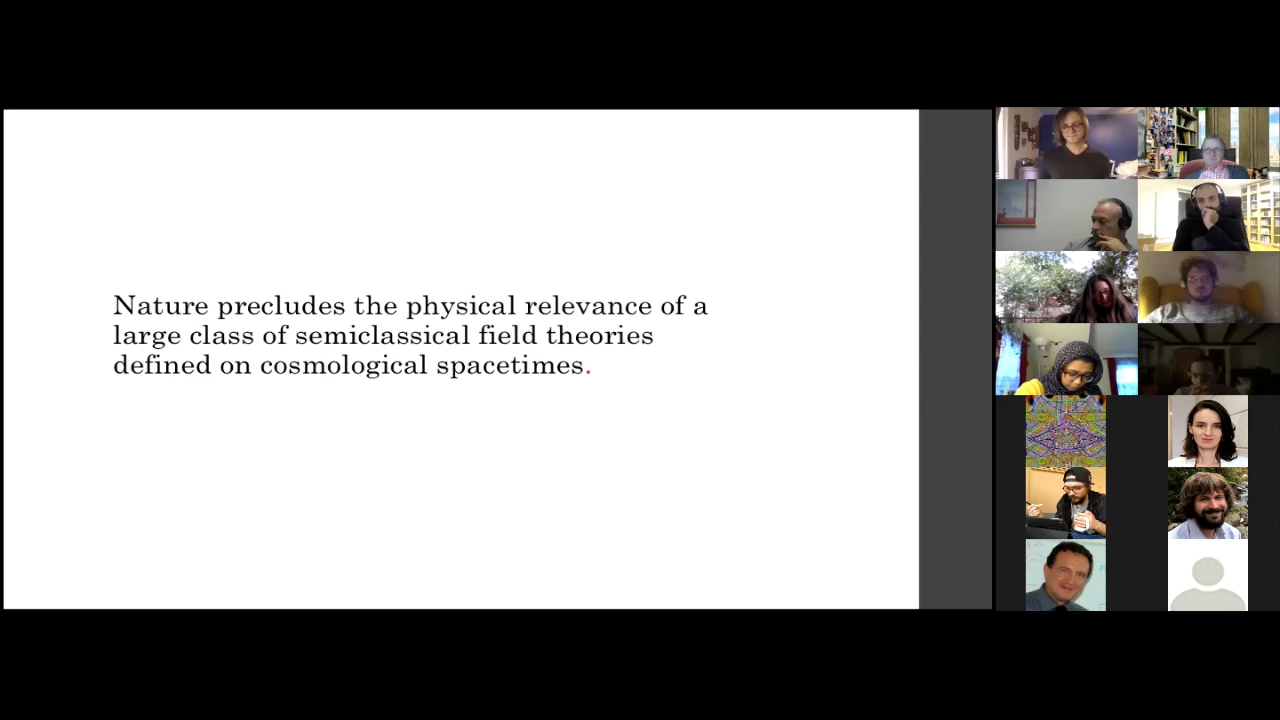 Nature precludes the physical relevance of a
large class of semiclassical field theories
defined on cosmological spacetimes.